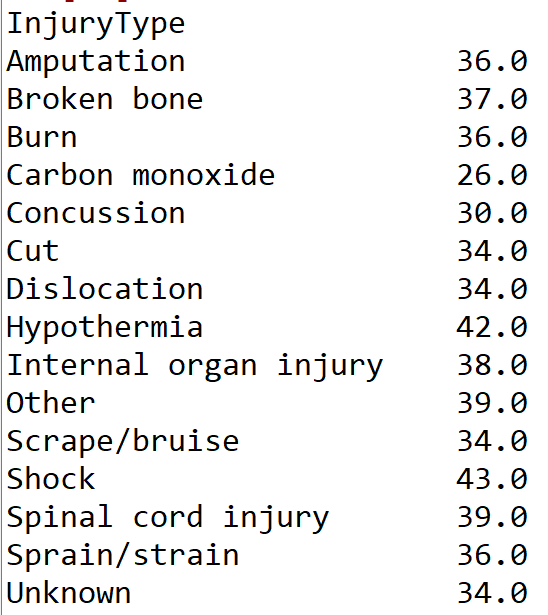 InjuryType
Amputation 36.0
Broken bone 37.0
Burn 36.0
Carbon monoxide 26.0
Concussion 30.0
Cut 34.0
Dislocation 34.0
Hypothermia 42.0
Internal organ injury 38.0
Other 39.0
Scrape/bruise 34.0
Shock 43.0
Spinal cord injury 39.0
Sprain/strain 36.0
Unknown 34.0